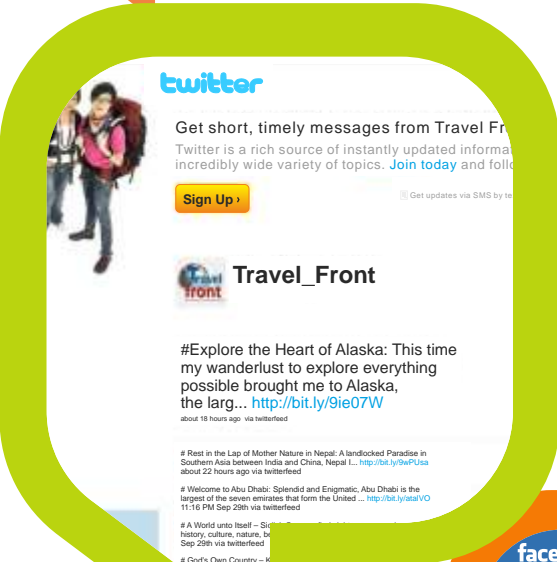 twitter
Get short, timely messages from Travel
Twitter is a rich source of instantly updated
incredibly wide variety of topics. Join today and
Sign Up ›
Get updates via SMS by
Travel front
Travel_Front
#Explore the Heart of Alaska: This time
my wanderlust to explore everything
possible brought me to Alaska,
the larg... http://bit.ly/9ie07W
about 18 hours ago via twitterfeed
# Rest in the Lap of Mother Nature in Nepal: A landlocked Paradise in
Southern Asia between India and China, Nepal l... http://bit.ly/9wPUsa
about 22 hours ago via twitterfeed
# Welcome to Abu Dhabi: Splendid and Enigmatic, Abu Dhabi is the
largest of the seven emirates that form the United ... http://bit.ly/ataIVO
11:16 PM Sep 29th via twitterfeed
# A World unto Itself –
history, culture, nature,
Sep 29th via twitterfeed
# God's Own Country –
face